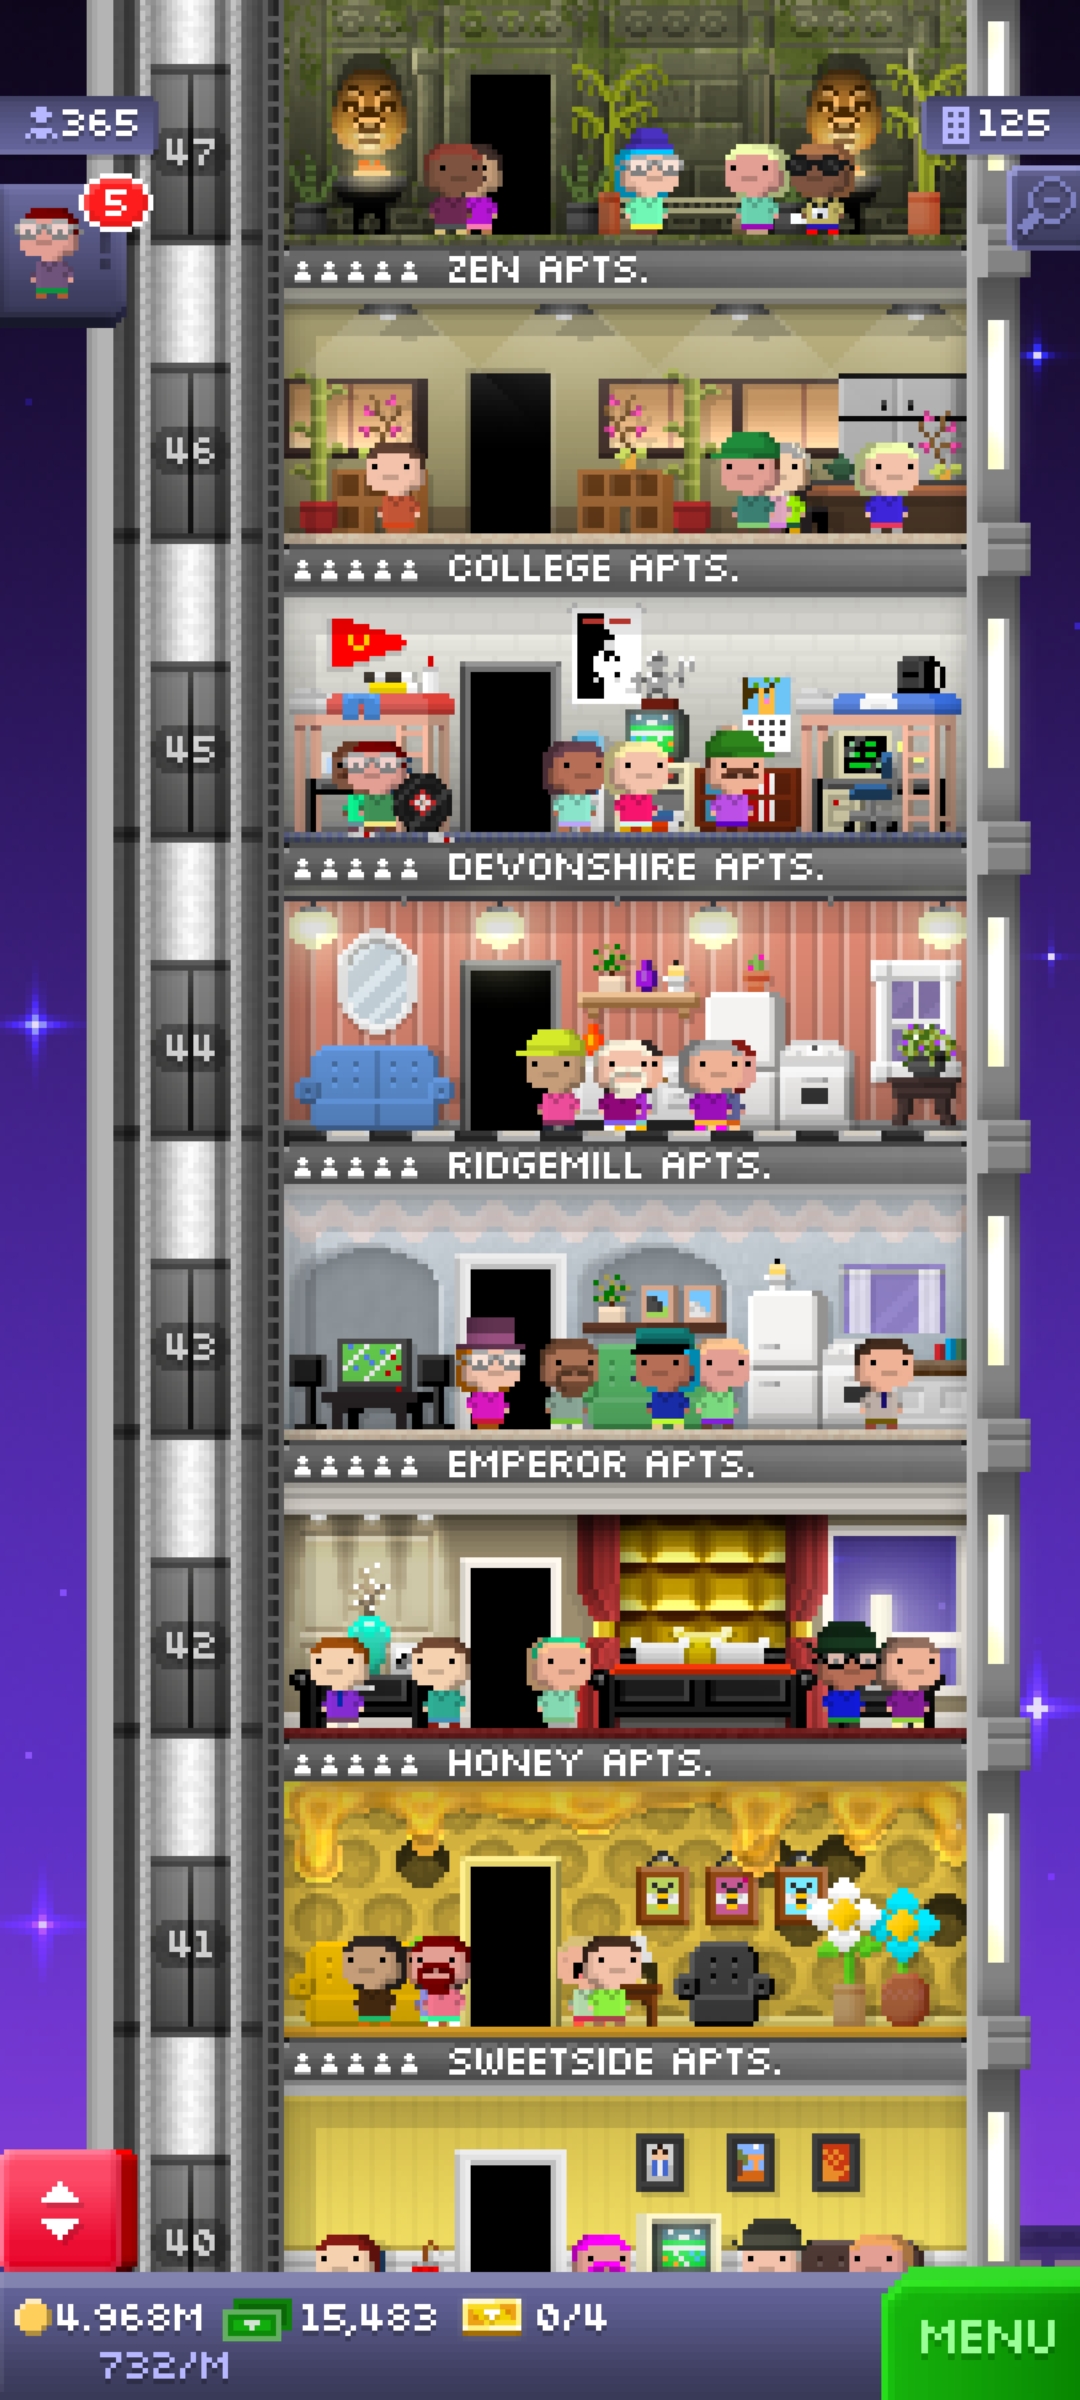 365
125
5
47
ZEN APTS.
46
COLLEGE APTS.
45
DEVONSHIRE APTS.
44
RIDGEMILL APTS.
43
EMPEROR APTS.
42
HONEY APTS.
41
SWEETSIDE APTS.
40
4.968M 15,483 0/4
732/M
MENU